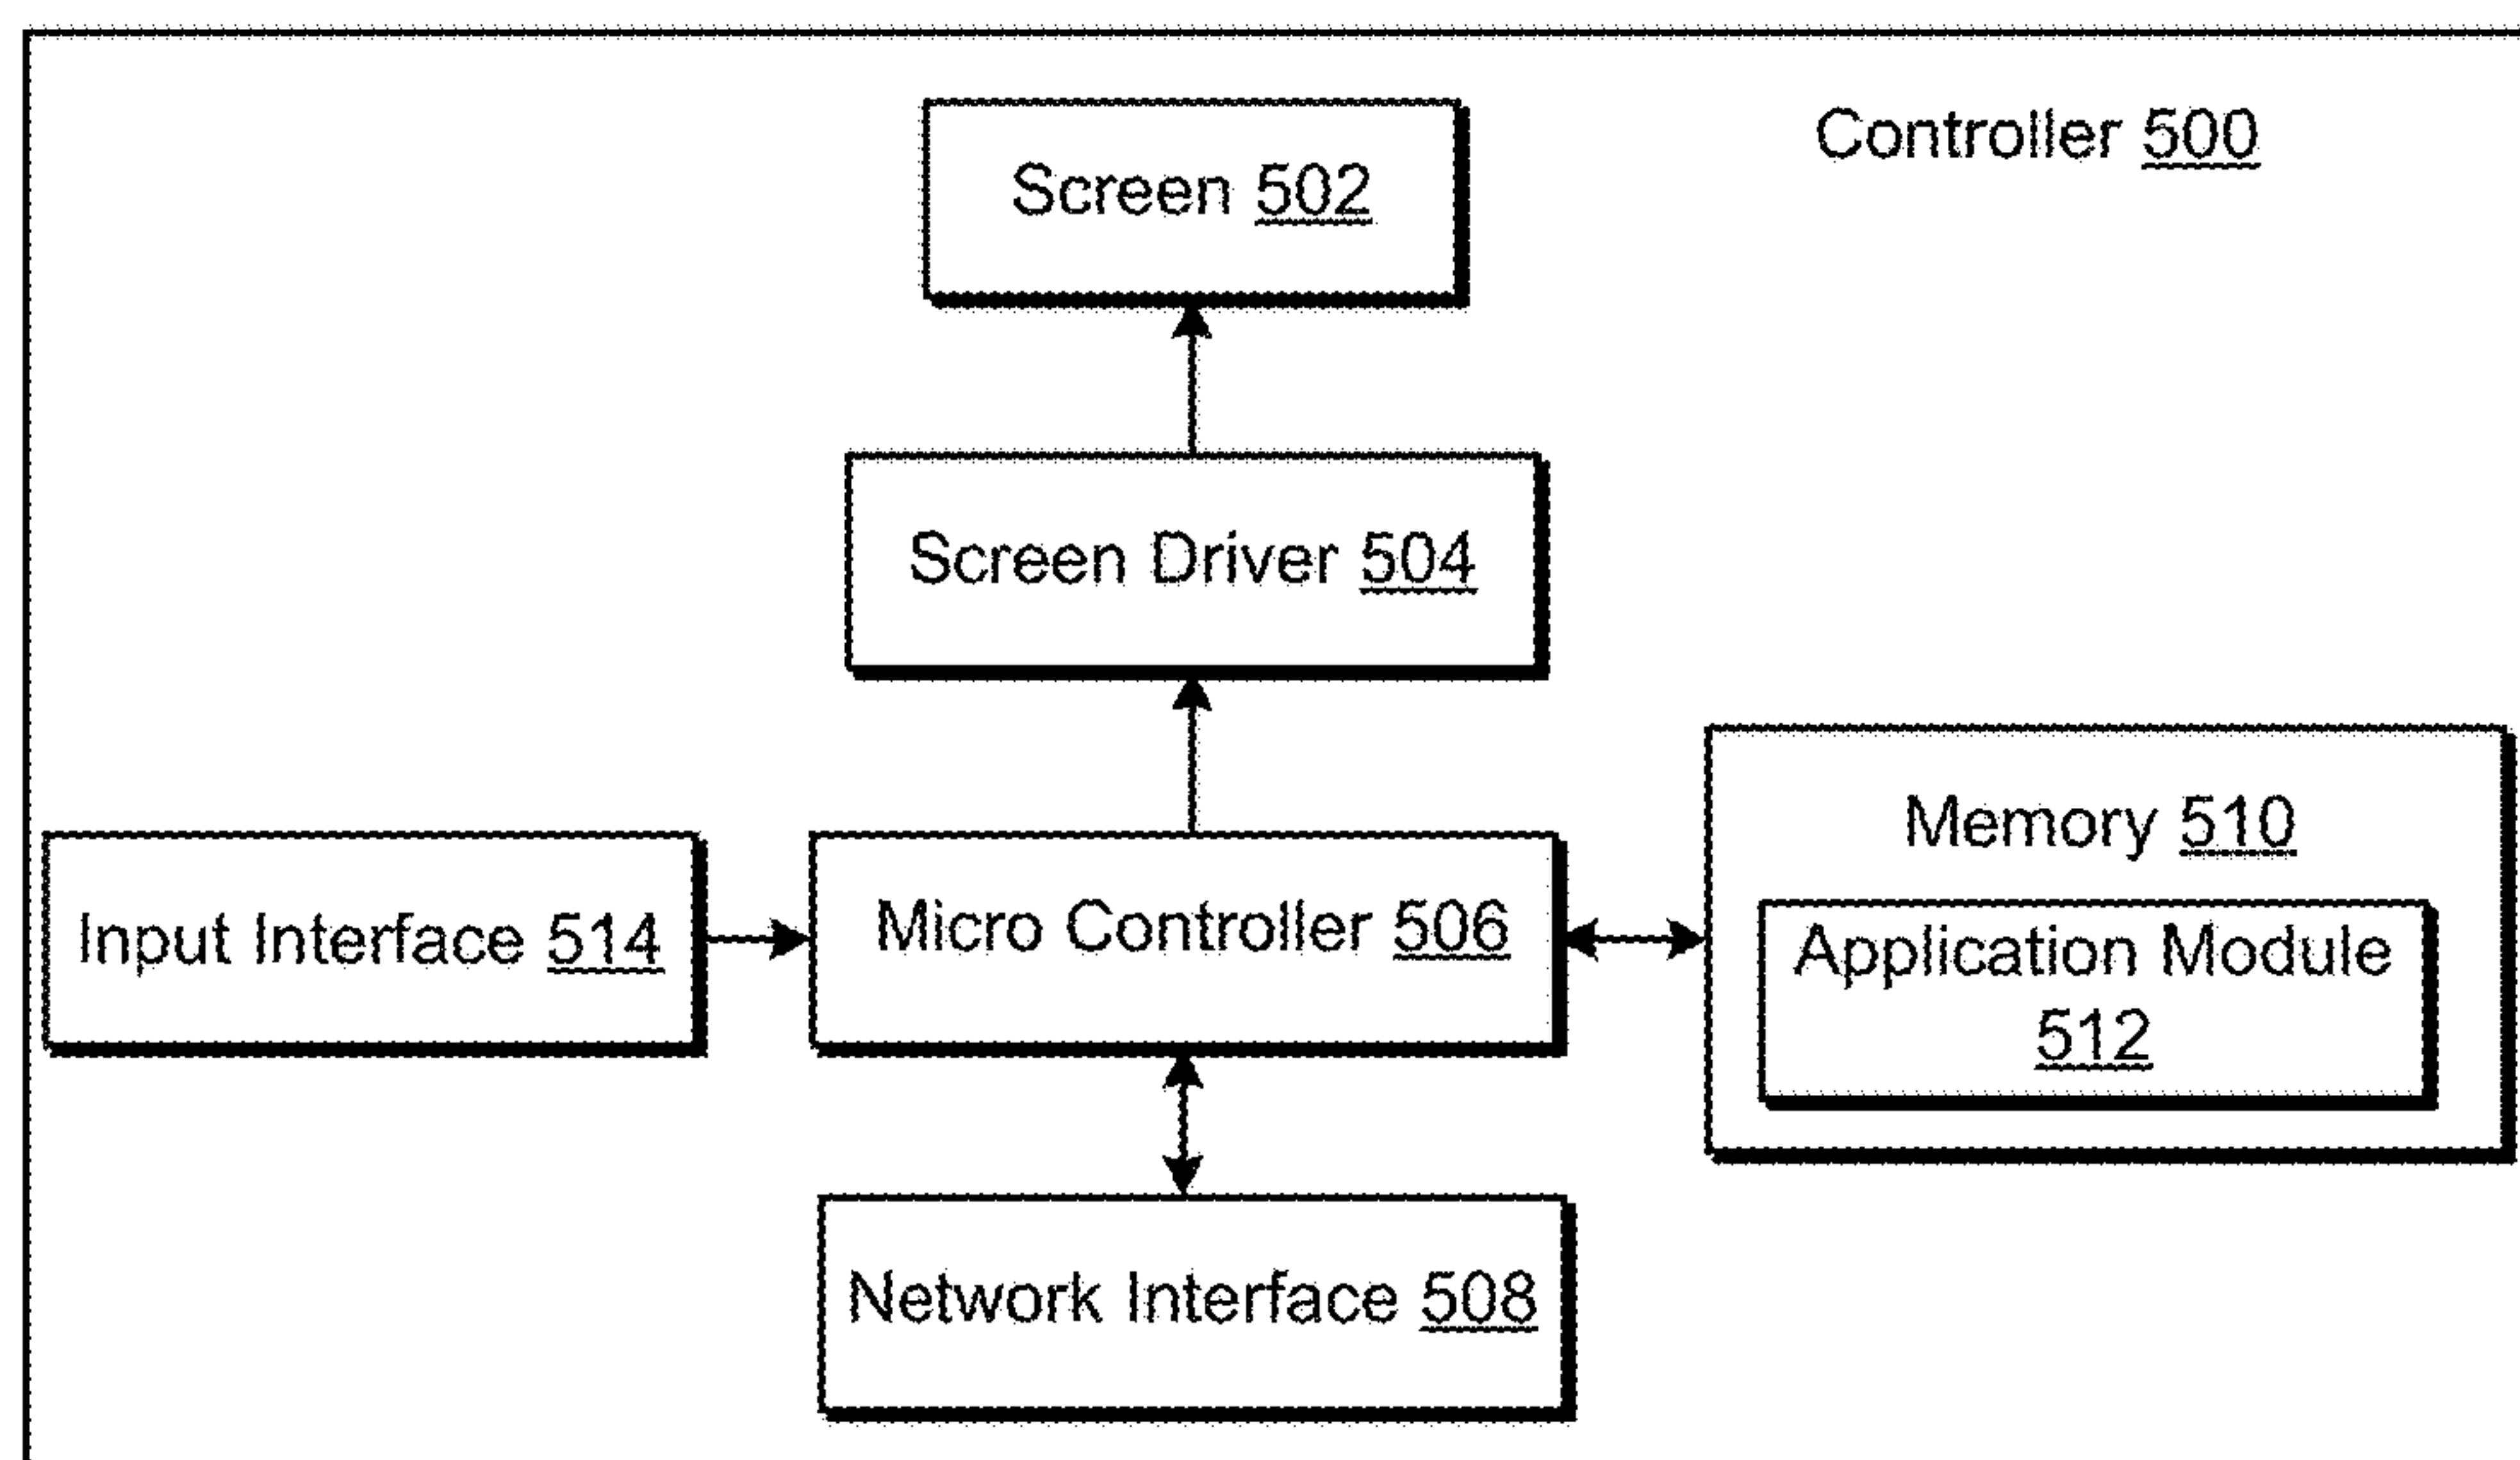 Controller 500
Screen 502
Screen Driver 504
Memory 510
Input Interface 514
Micro Controller 506
Application Module
512
Network Interface 508